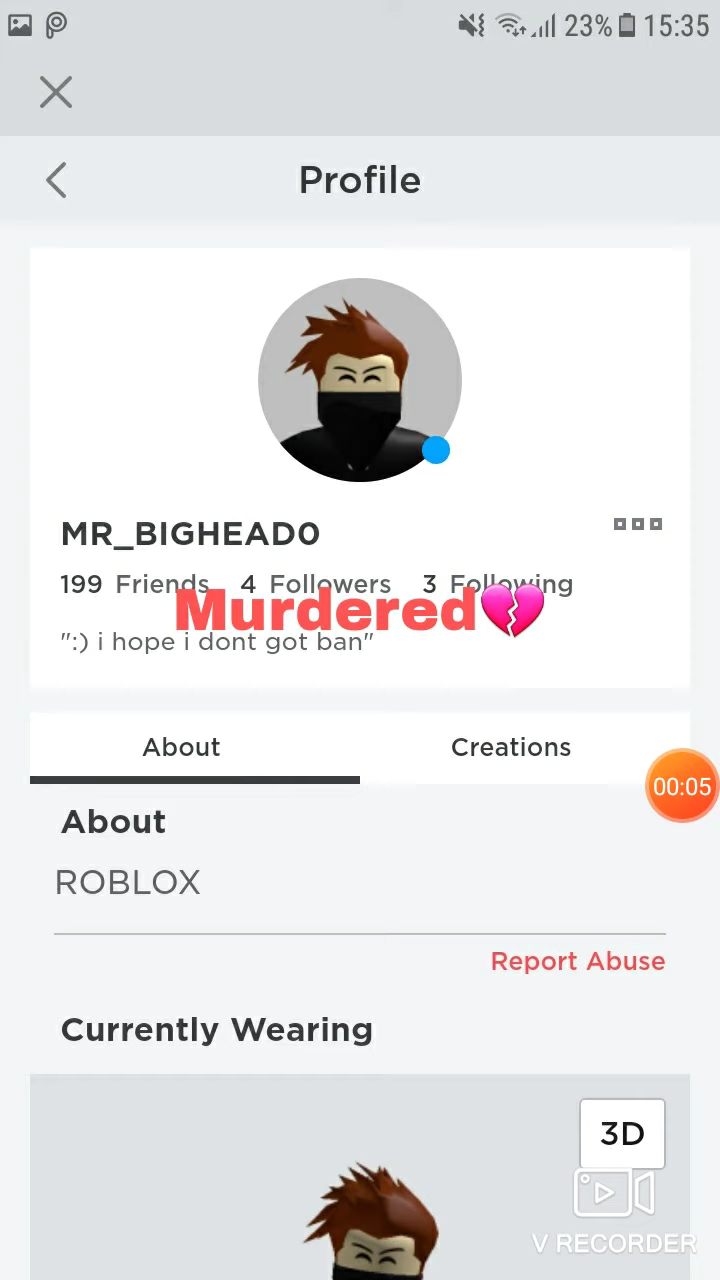 23% 15:35
Profile
MR_BIGHEAD0
199 Friends 4 Followers 3 Following
Murdered💔
":) i hope i dont got ban"
About Creations
00:05
About
ROBLOX
Report Abuse
Currently Wearing
3D
V RECORDER